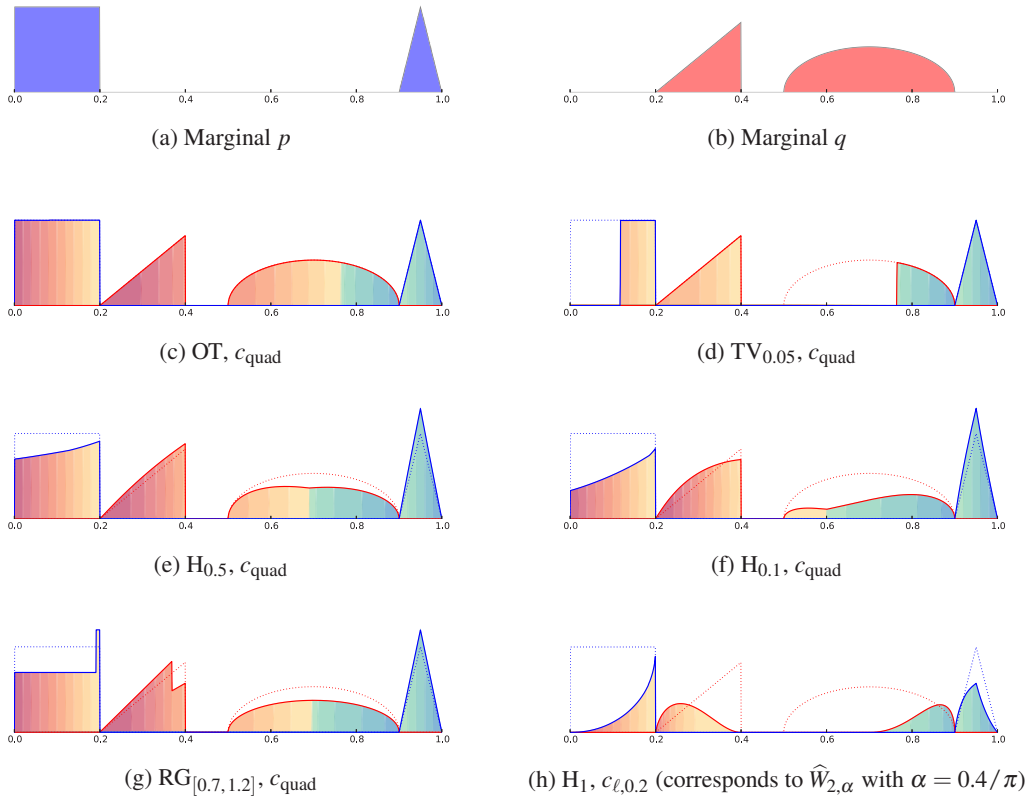 0.0 0.2 0.4 0.6 0.8 1.0
0.0 0.2 0.4 0.6 0.8 1.0
(a) Marginal p
(b) Marginal q
0.0 0.2 0.4 0.6 0.8 1.0
0.0 0.2 0.4 0.6 0.8 1.0
(c) OT, c_quad
(d) TV_0.05, c_quad
0.0 0.2 0.4 0.6 0.8 1.0
0.0 0.2 0.4 0.6 0.8 1.0
(e) H_0.5, c_quad
(f) H_0.1, c_quad
0.0 0.2 0.4 0.6 0.8 1.0
0.0 0.2 0.4 0.6 0.8 1.0
(g) RG_[0.7,1.2], c_quad
(h) H_1, c_ℓ,0.2 (corresponds to Ŵ_2,α with α = 0.4/π)